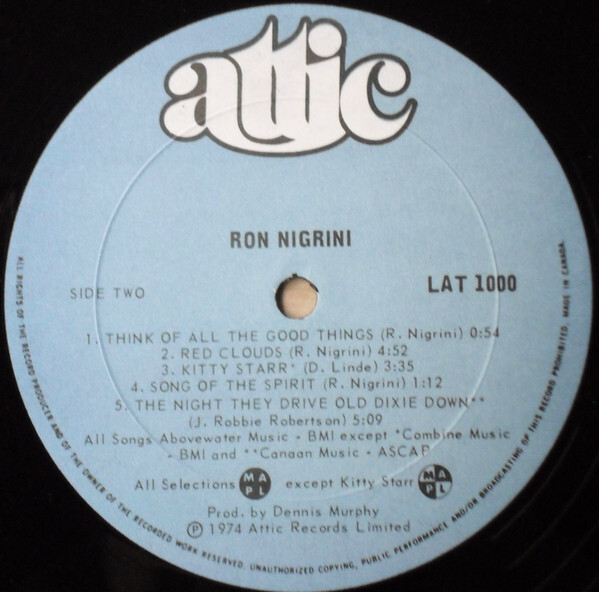 attic
RON NIGRINI
SIDE TWO
LAT 1000
1. THINK OF ALL THE GOOD THINGS (R. Nigrini) 0:54
2. RED CLOUDS (R. Nigrini) 4:52
3. KITTY STARR* (D. Linde) 3:35
4. SONG OF THE SPIRIT (R. Nigrini) 1:12
5. THE NIGHT THEY DRIVE OLD DIXIE DOWN**
(J. Robbie Robertson) 5:09
All Songs Abovewater Music - BMI except *Combine Music
- BMI and **Canaan Music - ASCAP
All Selections MAPL except Kitty Starr MAPL
Prod. by Dennis Murphy
℗ 1974 Attic Records Limited
ALL RIGHTS OF THE RECORD PRODUCER AND OF THE OWNER OF THE RECORDED WORK RESERVED. UNAUTHORIZED COPYING, PUBLIC PERFORMANCE AND/OR BROADCASTING OF THIS RECORD PROHIBITED. MADE IN CANADA.